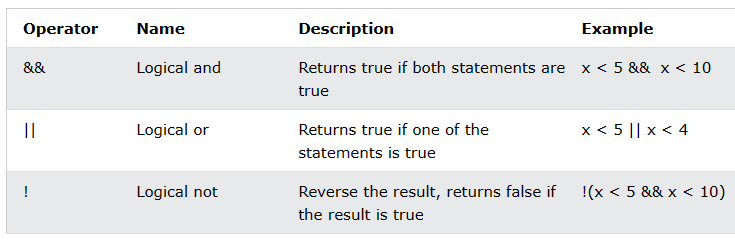 Operator Name Description Example
&& Logical and Returns true if both statements are x < 5 &&  x < 10
true
|| Logical or Returns true if one of the x < 5 || x < 4
statements is true
! Logical not Reverse the result, returns false if !(x < 5 && x < 10)
the result is true